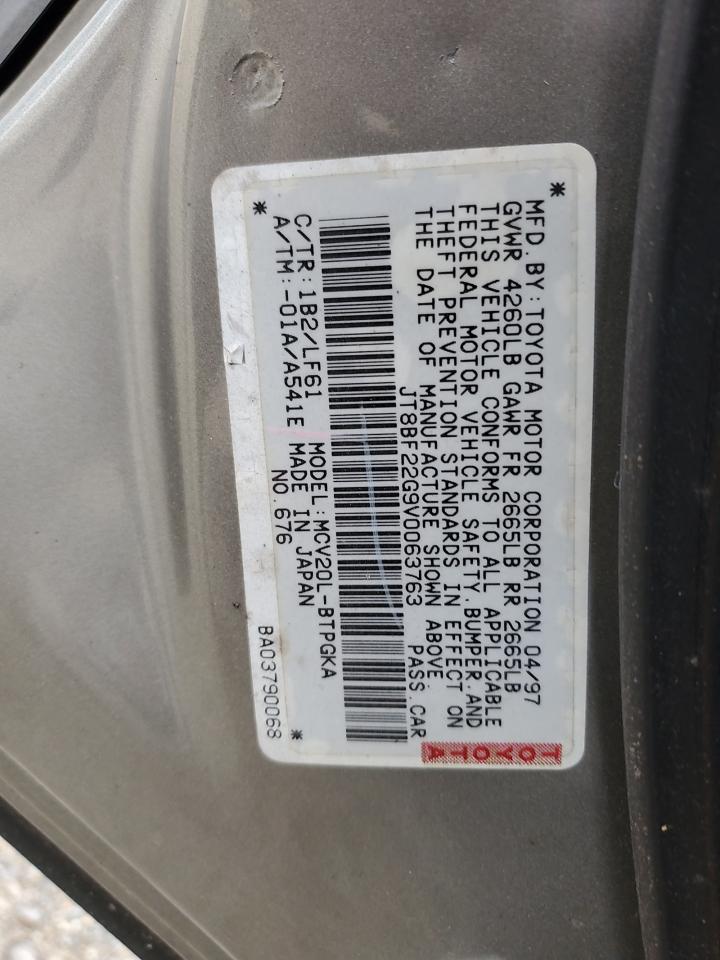 MFD.BY:TOYOTA MOTOR CORPORATION 04/97
GVWR 4260LB GAWR FR 2665LB RR 2665LB
THIS VEHICLE CONFORMS TO ALL APPLICABLE
FEDERAL MOTOR VEHICLE SAFETY.BUMPER.AND
THEFT PREVENTION STANDARDS IN EFFECT ON
THE DATE OF MANUFACTURE SHOWN ABOVE.
JT8BF22G9V0063763 PASS.CAR
TOYOTA
C/TR:1B2/LF61 MODEL:MCV20L-BTPGKA
A/TM:-01A/A541E MADE IN JAPAN
NO.676
BA03790068